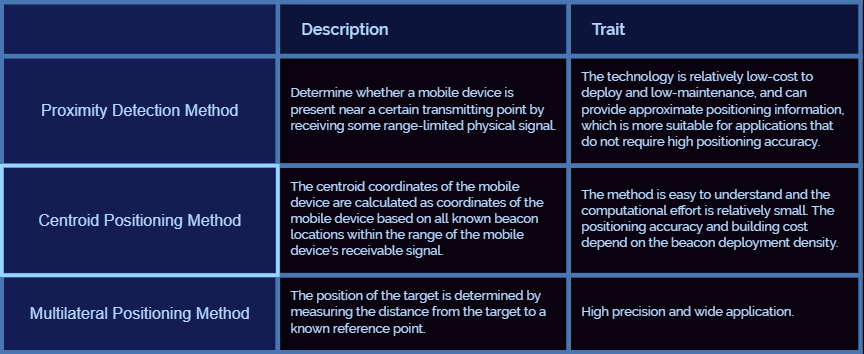 Description
Trait
Proximity Detection Method
Determine whether a mobile device is
present near a certain transmitting point by
receiving some range-limited physical signal.
The technology is relatively low-cost to
deploy and low-maintenance, and can
provide approximate positioning information,
which is more suitable for applications that
do not require high positioning accuracy.
Centroid Positioning Method
The centroid coordinates of the mobile
device are calculated as coordinates of the
mobile device based on all known beacon
locations within the range of the mobile
device's receivable signal.
The method is easy to understand and the
computational effort is relatively small. The
positioning accuracy and building cost
depend on the beacon deployment density.
Multilateral Positioning Method
The position of the target is determined by
measuring the distance from the target to a
known reference point.
High precision and wide application.